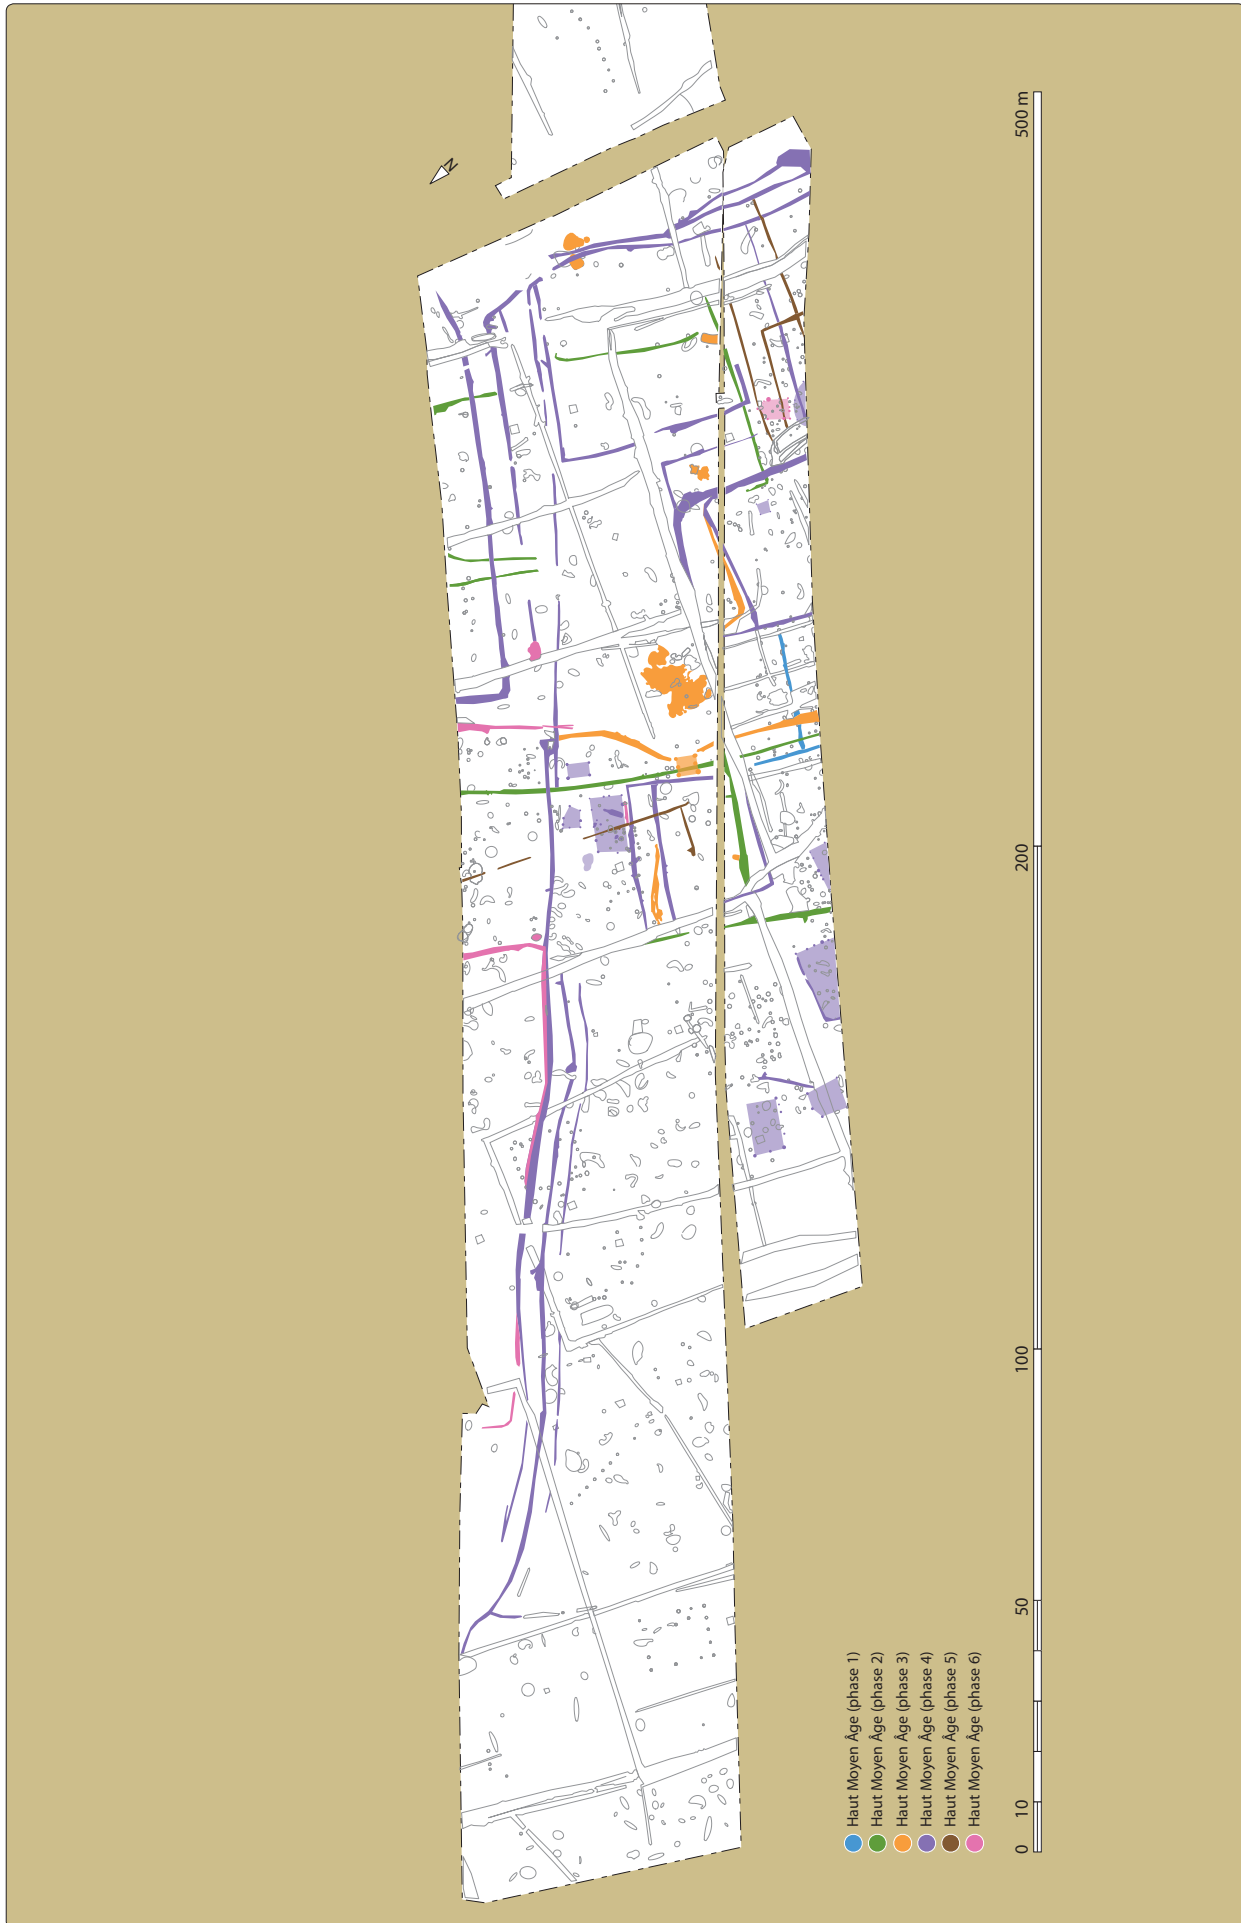 N
Haut Moyen Âge (phase 1)
Haut Moyen Âge (phase 2)
Haut Moyen Âge (phase 3)
Haut Moyen Âge (phase 4)
Haut Moyen Âge (phase 5)
Haut Moyen Âge (phase 6)
0 10 50 100 200 500 m